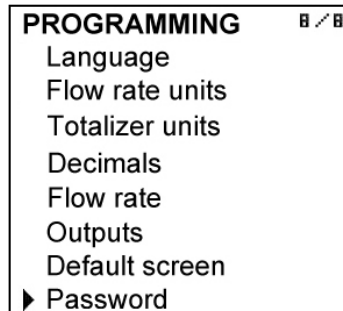 PROGRAMMING 8/8
Language
Flow rate units
Totalizer units
Decimals
Flow rate
Outputs
Default screen
Password